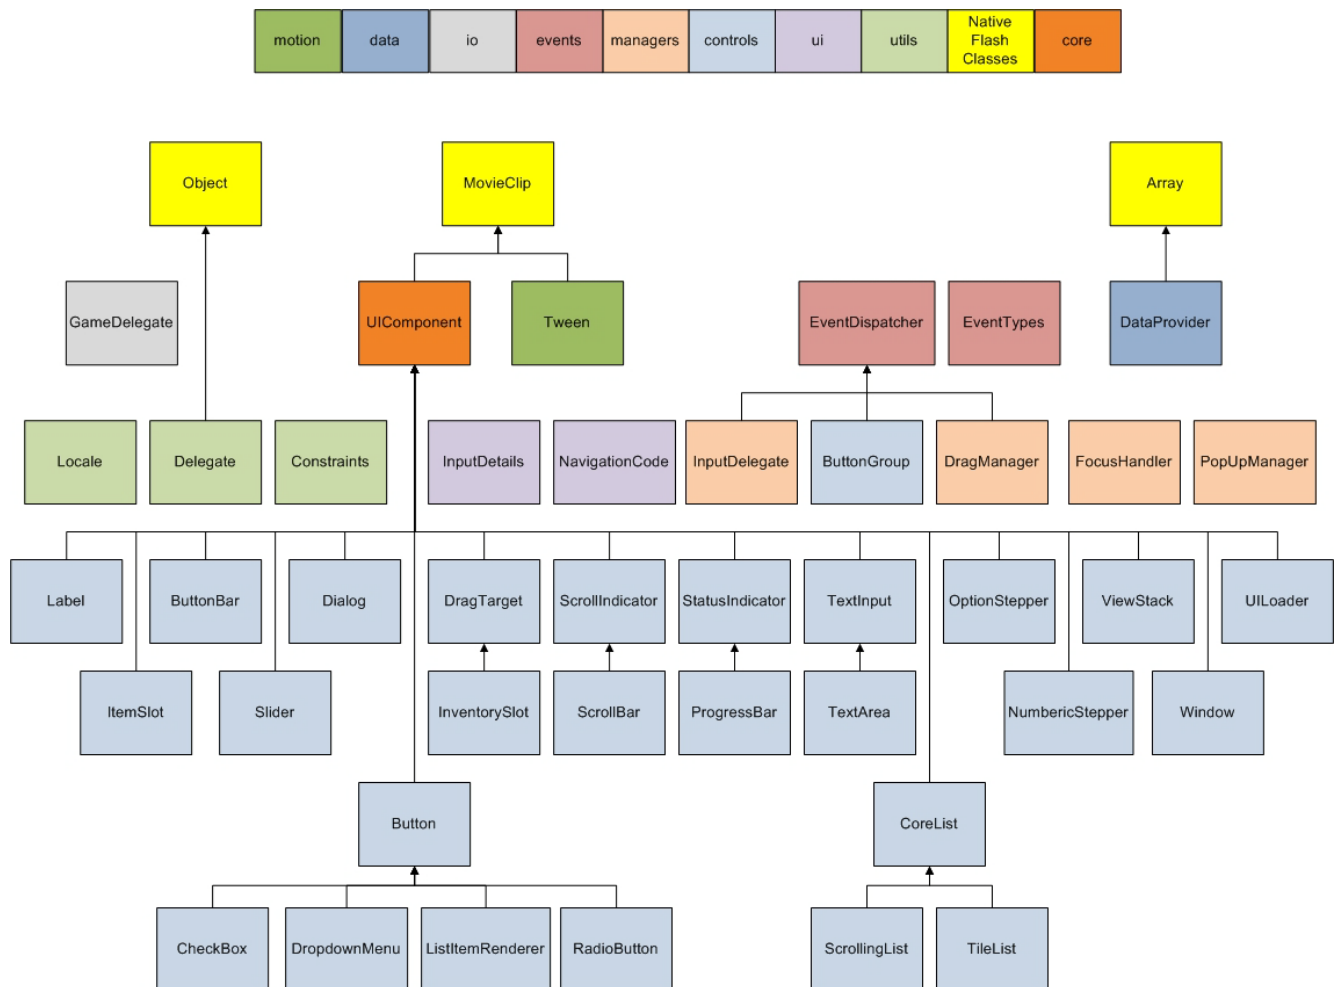 motion
data
io
events
managers
controls
ui
utils
Native
Flash
Classes
core
Object
MovieClip
Array
GameDelegate
UIComponent
Tween
EventDispatcher
EventTypes
DataProvider
Locale
Delegate
Constraints
InputDetails
NavigationCode
InputDelegate
ButtonGroup
DragManager
FocusHandler
PopUpManager
Label
ButtonBar
Dialog
DragTarget
ScrollIndicator
StatusIndicator
TextInput
OptionStepper
ViewStack
UILoader
ItemSlot
Slider
InventorySlot
ScrollBar
ProgressBar
TextArea
NumbericStepper
Window
Button
CoreList
CheckBox
DropdownMenu
ListItemRenderer
RadioButton
ScrollingList
TileList